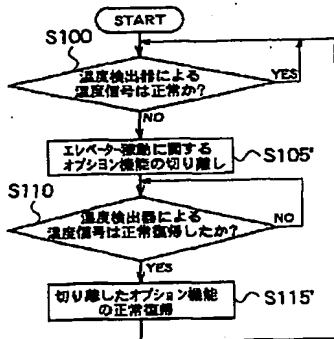 START
S100
温度検出器による
温度信号は正常か?
YES
NO
エレベーター稼動に関する
オプション機能の切り離し
S105'
S110
温度検出器による
温度信号は正常復帰したか?
NO
YES
切り離したオプション機能
の正常復帰
S115'